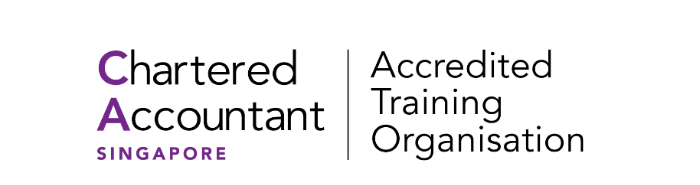 Chartered
Accountant
SINGAPORE
Accredited
Training
Organisation